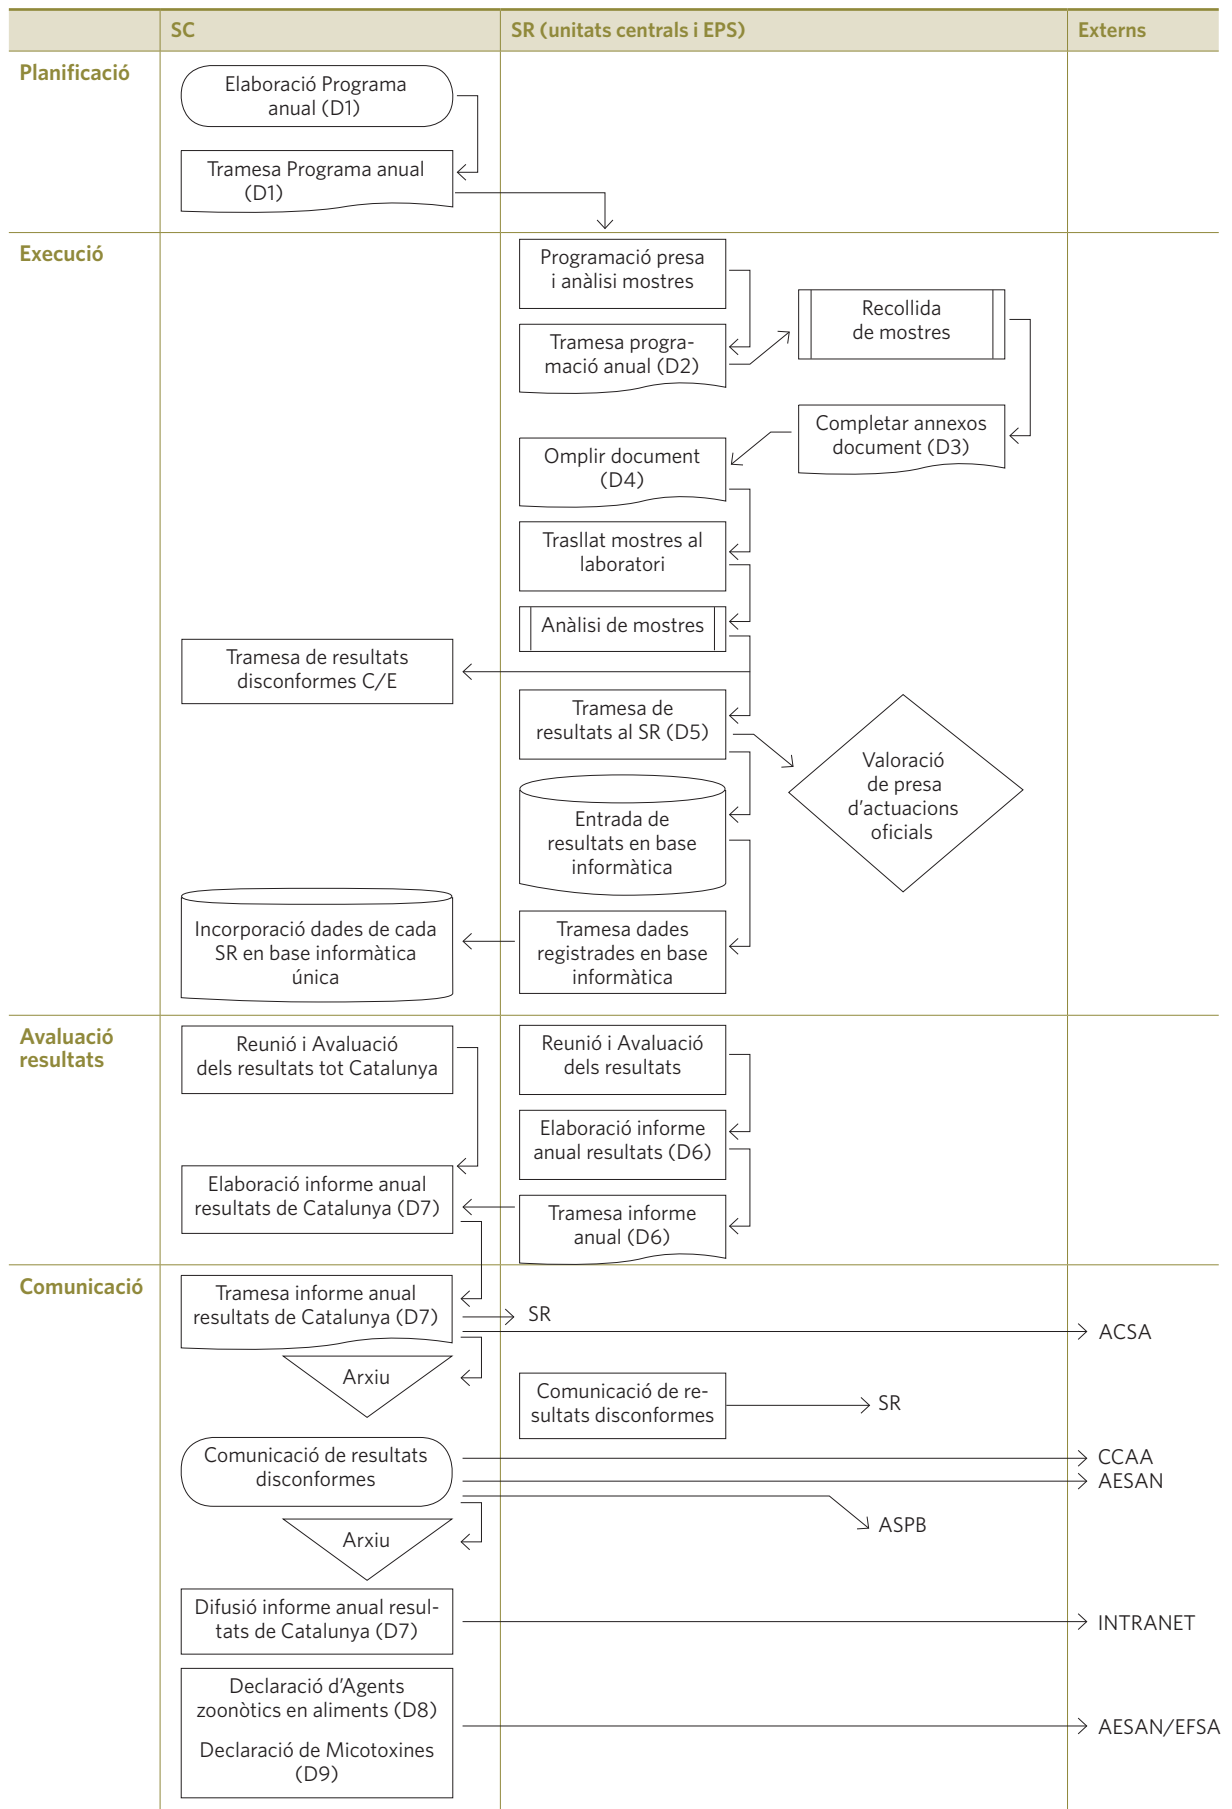 SC
SR (unitats centrals i EPS)
Externs
Planificació
Elaboració Programa
anual (D1)
Tramesa Programa anual
(D1)
Execució
Programació presa
i anàlisi mostres
Recollida
de mostres
Tramesa progra-
mació anual (D2)
Completar annexos
document (D3)
Omplir document
(D4)
Trasllat mostres al
laboratori
Anàlisi de mostres
Tramesa de resultats
disconformes C/E
Tramesa de
resultats al SR (D5)
Valoració
de presa
d'actuacions
oficials
Entrada de
resultats en base
informàtica
Incorporació dades de cada
SR en base informàtica
única
Tramesa dades
registrades en base
informàtica
Avaluació
resultats
Reunió i Avaluació
dels resultats tot Catalunya
Reunió i Avaluació
dels resultats
Elaboració informe
anual resultats (D6)
Elaboració informe anual
resultats de Catalunya (D7)
Tramesa informe
anual (D6)
Comunicació
Tramesa informe anual
resultats de Catalunya (D7)
SR
ACSA
Arxiu
Comunicació de re-
sultats disconformes
SR
Comunicació de resultats
disconformes
CCAA
AESAN
ASPB
Arxiu
Difusió informe anual resul-
tats de Catalunya (D7)
INTRANET
Declaració d'Agents
zoonòtics en aliments (D8)
Declaració de Micotoxines
(D9)
AESAN/EFSA